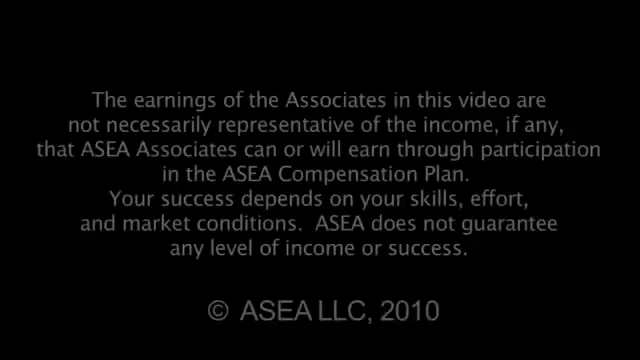 The earnings of the Associates in this video are
not necessarily representative of the income, if any,
that ASEA Associates can or will earn through participation
in the ASEA Compensation Plan.
Your success depends on your skills, effort,
and market conditions.  ASEA does not guarantee
any level of income or success.
© ASEA LLC, 2010